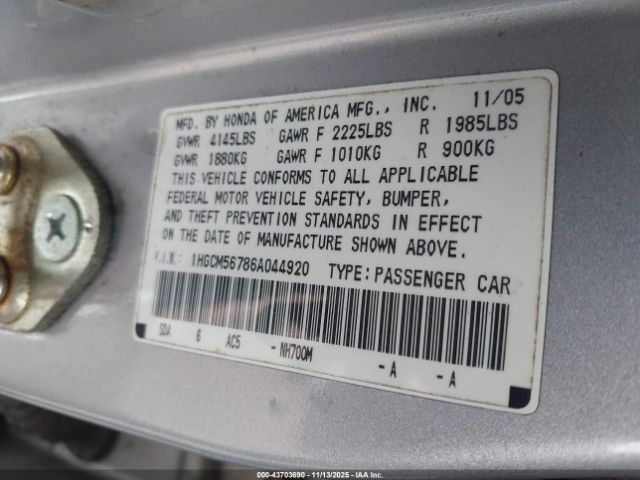 MFD. BY HONDA OF AMERICA MFG., INC. 11/05
GVWR 4145LBS GAWR F 2225LBS R 1985LBS
GVWR 1880KG GAWR F 1010KG R 900KG
THIS VEHICLE CONFORMS TO ALL APPLICABLE
FEDERAL MOTOR VEHICLE SAFETY, BUMPER,
AND THEFT PREVENTION STANDARDS IN EFFECT
ON THE DATE OF MANUFACTURE SHOWN ABOVE.
V.I.N: 1HGCM56786A044920 TYPE:PASSENGER CAR
SDA 6 AC5 -NH700M -A -A
00-43703690 - 11/13/2025 - IAA Inc.